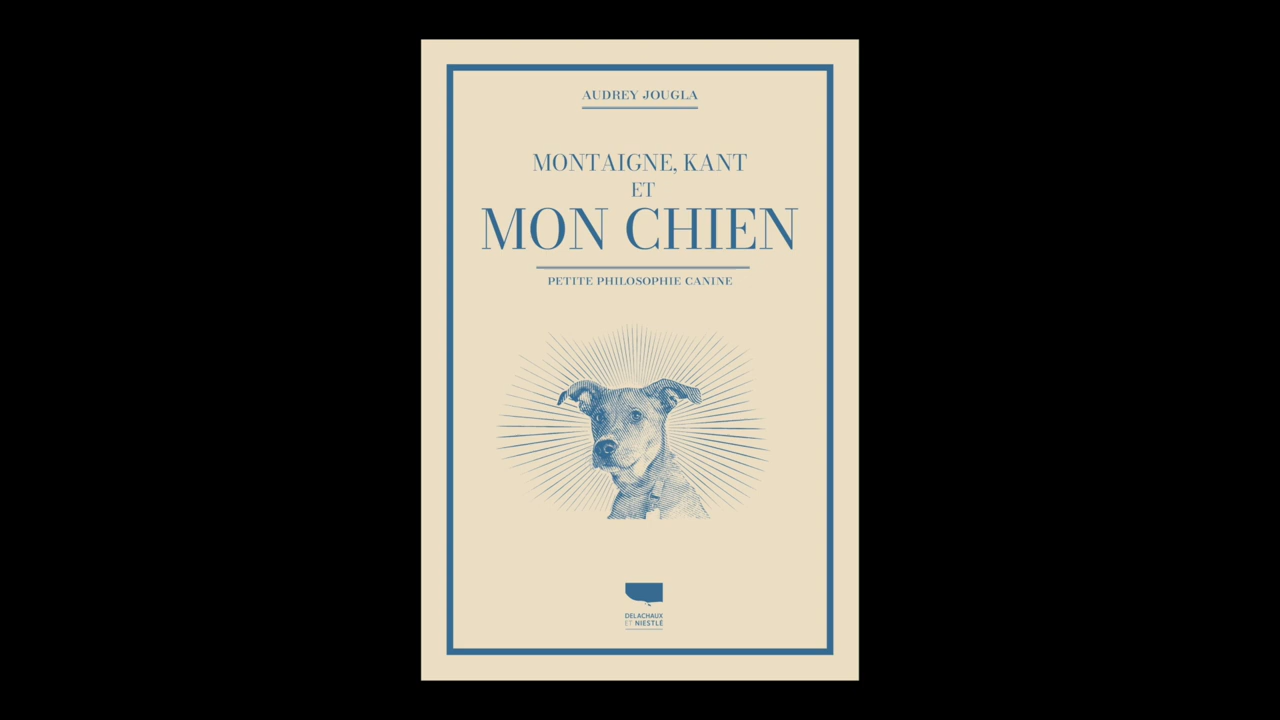 AUDREY JOUGLA
MONTAIGNE, KANT
ET
MON CHIEN
PETITE PHILOSOPHIE CANINE
DELACHAUX
ET NIESTLÉ